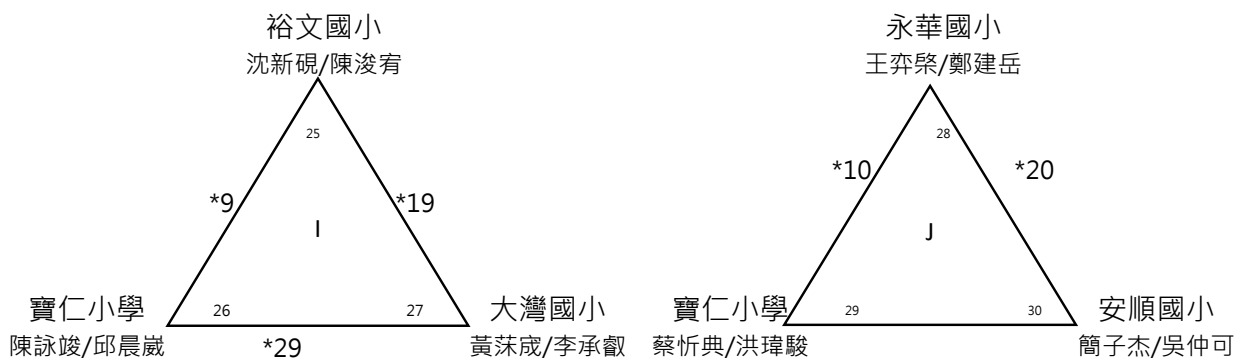 裕文國小
沈新硯/陳浚宥
25
*9
*19
I
寶仁小學
陳詠竣/邱晨崴
26
27
*29
大灣國小
黃莯宬/李承叡
永華國小
王弈棨/鄭建岳
28
*10
*20
J
寶仁小學
蔡忻典/洪瑋駿
29
30
安順國小
簡子杰/吳仲可